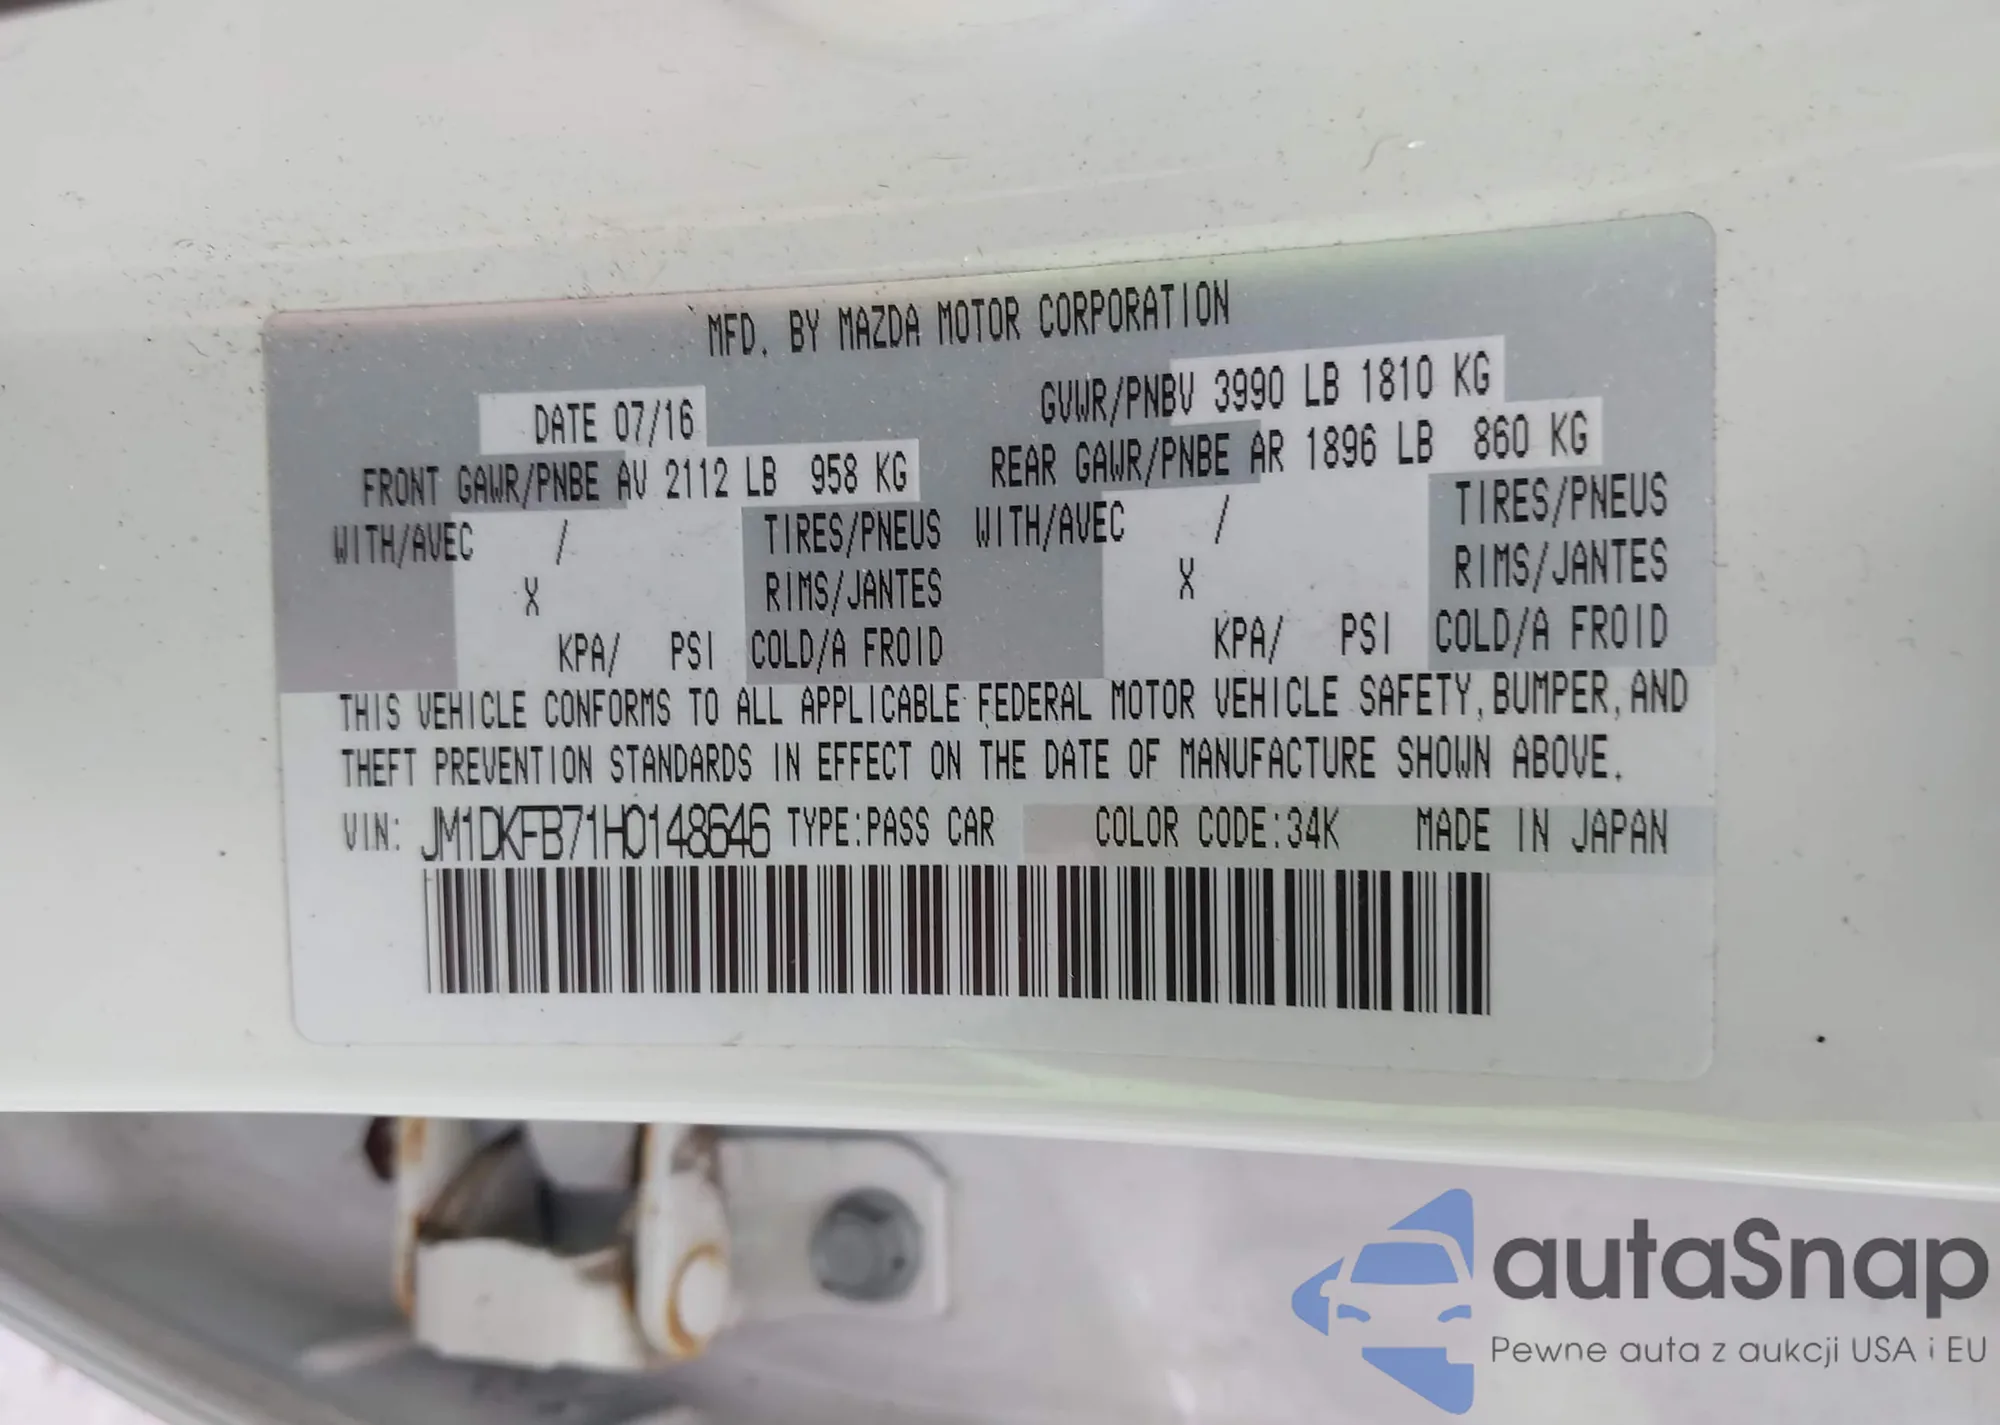 MFD. BY MAZDA MOTOR CORPORATION
DATE 07/16 GVWR/PNBV 3990 LB 1810 KG
FRONT GAWR/PNBE AV 2112 LB 958 KG REAR GAWR/PNBE AR 1896 LB 860 KG
WITH/AVEC / TIRES/PNEUS WITH/AVEC / TIRES/PNEUS
X RIMS/JANTES X RIMS/JANTES
KPA/ PSI COLD/A FROID KPA/ PSI COLD/A FROID
THIS VEHICLE CONFORMS TO ALL APPLICABLE FEDERAL MOTOR VEHICLE SAFETY, BUMPER, AND
THEFT PREVENTION STANDARDS IN EFFECT ON THE DATE OF MANUFACTURE SHOWN ABOVE.
VIN: JM1DKFB71H0148646 TYPE:PASS CAR COLOR CODE:34K MADE IN JAPAN
autaSnap
Pewne auta z aukcji USA i EU